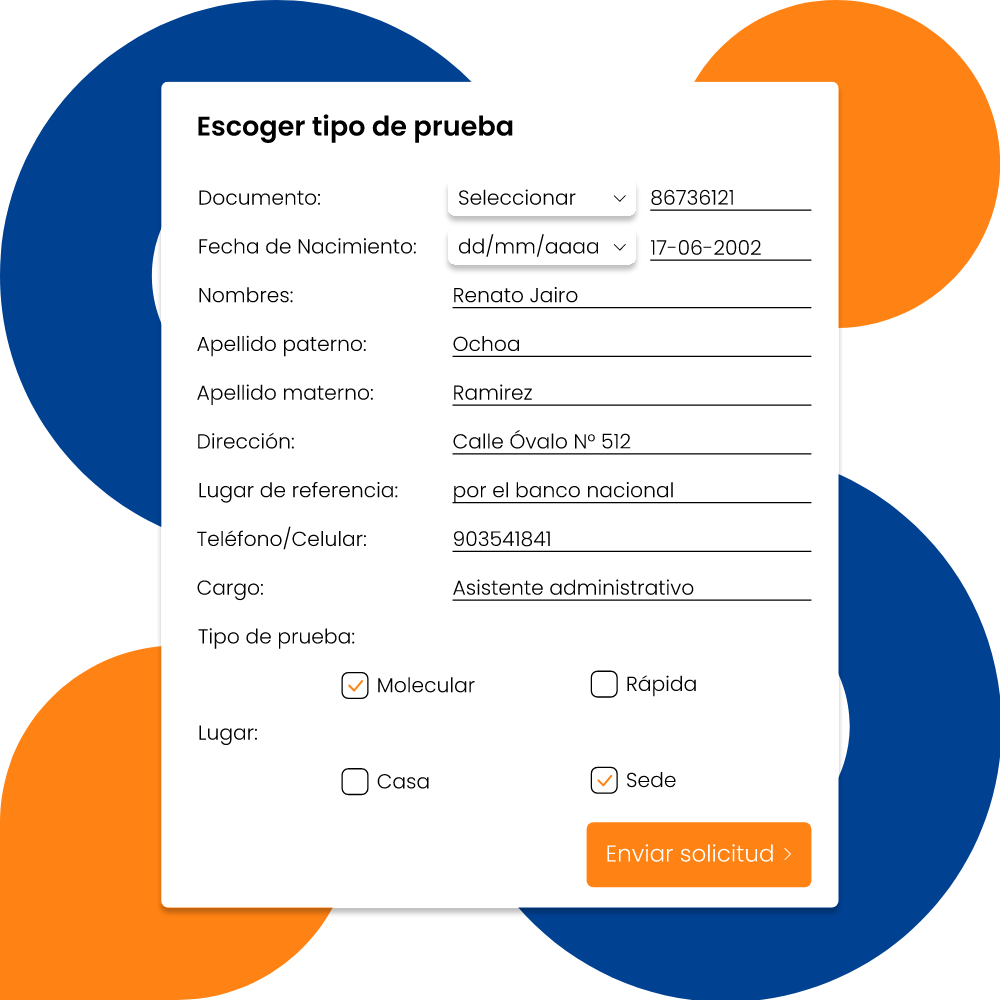 Escoger tipo de prueba
Documento: Seleccionar 86736121
Fecha de Nacimiento: dd/mm/aaaa 17-06-2002
Nombres: Renato Jairo
Apellido paterno: Ochoa
Apellido materno: Ramirez
Dirección: Calle Óvalo Nº 512
Lugar de referencia: por el banco nacional
Teléfono/Celular: 903541841
Cargo: Asistente administrativo
Tipo de prueba:
Molecular Rápida
Lugar:
Casa Sede
Enviar solicitud >